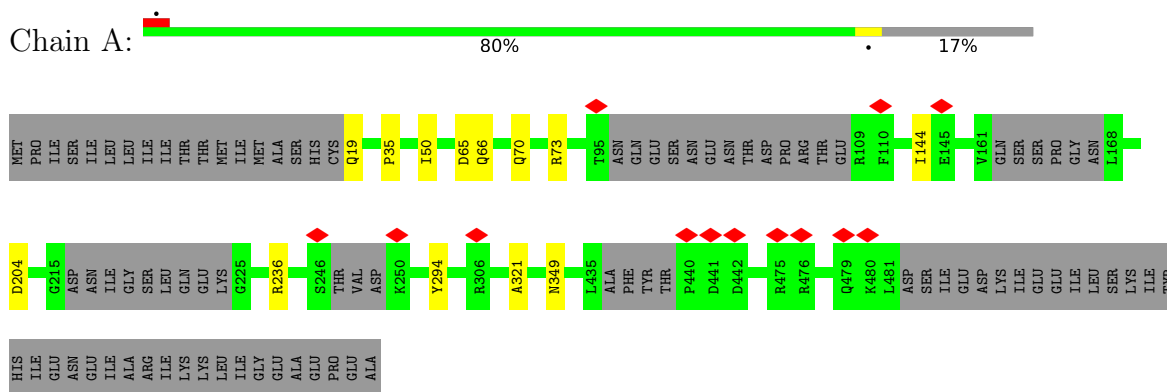 Chain A:
80%
17%
MET PRO ILE SER ILE LEU LEU ILE ILE THR THR MET ILE MET ALA SER HIS CYS Q19 P35 I50 D65 Q66 Q70 R73 T95 ASN GLN GLU SER ASN GLU ASN THR ASP PRO ARG THR GLU R109 F110 I144 E145 V161 GLN SER SER PRO GLY ASN L168
D204 G215 ASP ASN ILE GLY SER LEU GLN GLU LYS G225 R236 S246 THR VAL ASP K250 Y294 R306 A321 N349 L435 ALA PHE TYR THR P440 D441 D442 R475 R476 Q479 K480 L481 ASP SER ILE GLU ASP LYS ILE GLU GLU ILE LEU SER LYS ILE TYR
HIS ILE GLU ASN GLU ILE ALA ARG ILE LYS LYS LEU ILE GLY GLU ALA GLU PRO GLU ALA